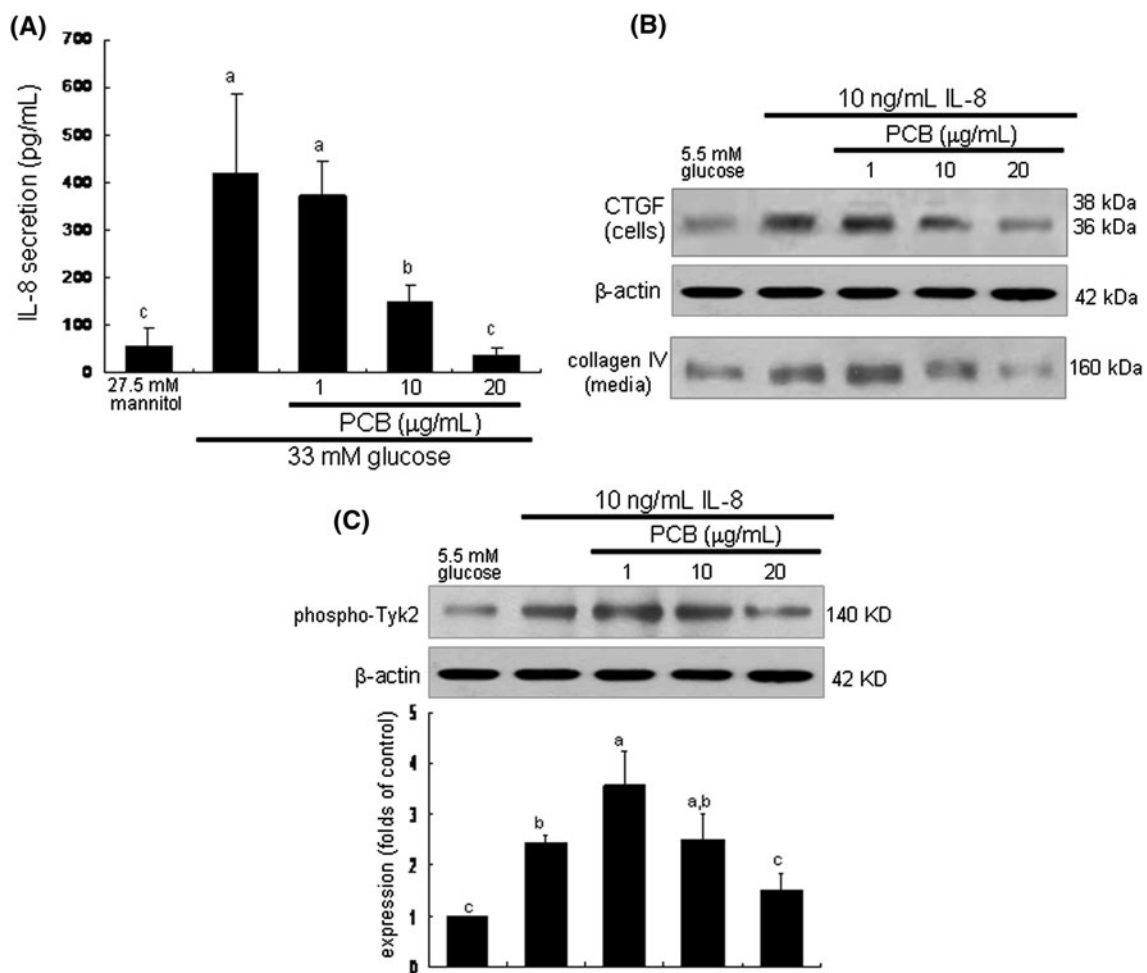 (A)
700
600
500
400
300
200
100
0
IL-8 secretion (pg/mL)
a
a
b
c
c
27.5 mM
mannitol
1 10 20
PCB (μg/mL)
33 mM glucose
(B)
10 ng/mL IL-8
PCB (μg/mL)
5.5 mM
glucose
1 10 20
CTGF
(cells)
38 kDa
36 kDa
β-actin
42 kDa
collagen IV
(media)
160 kDa
(C)
10 ng/mL IL-8
PCB (μg/mL)
5.5 mM
glucose
1 10 20
phospho-Tyk2
140 KD
β-actin
42 KD
expression (folds of control)
5
4
3
2
1
0
c
b
a
a,b
c